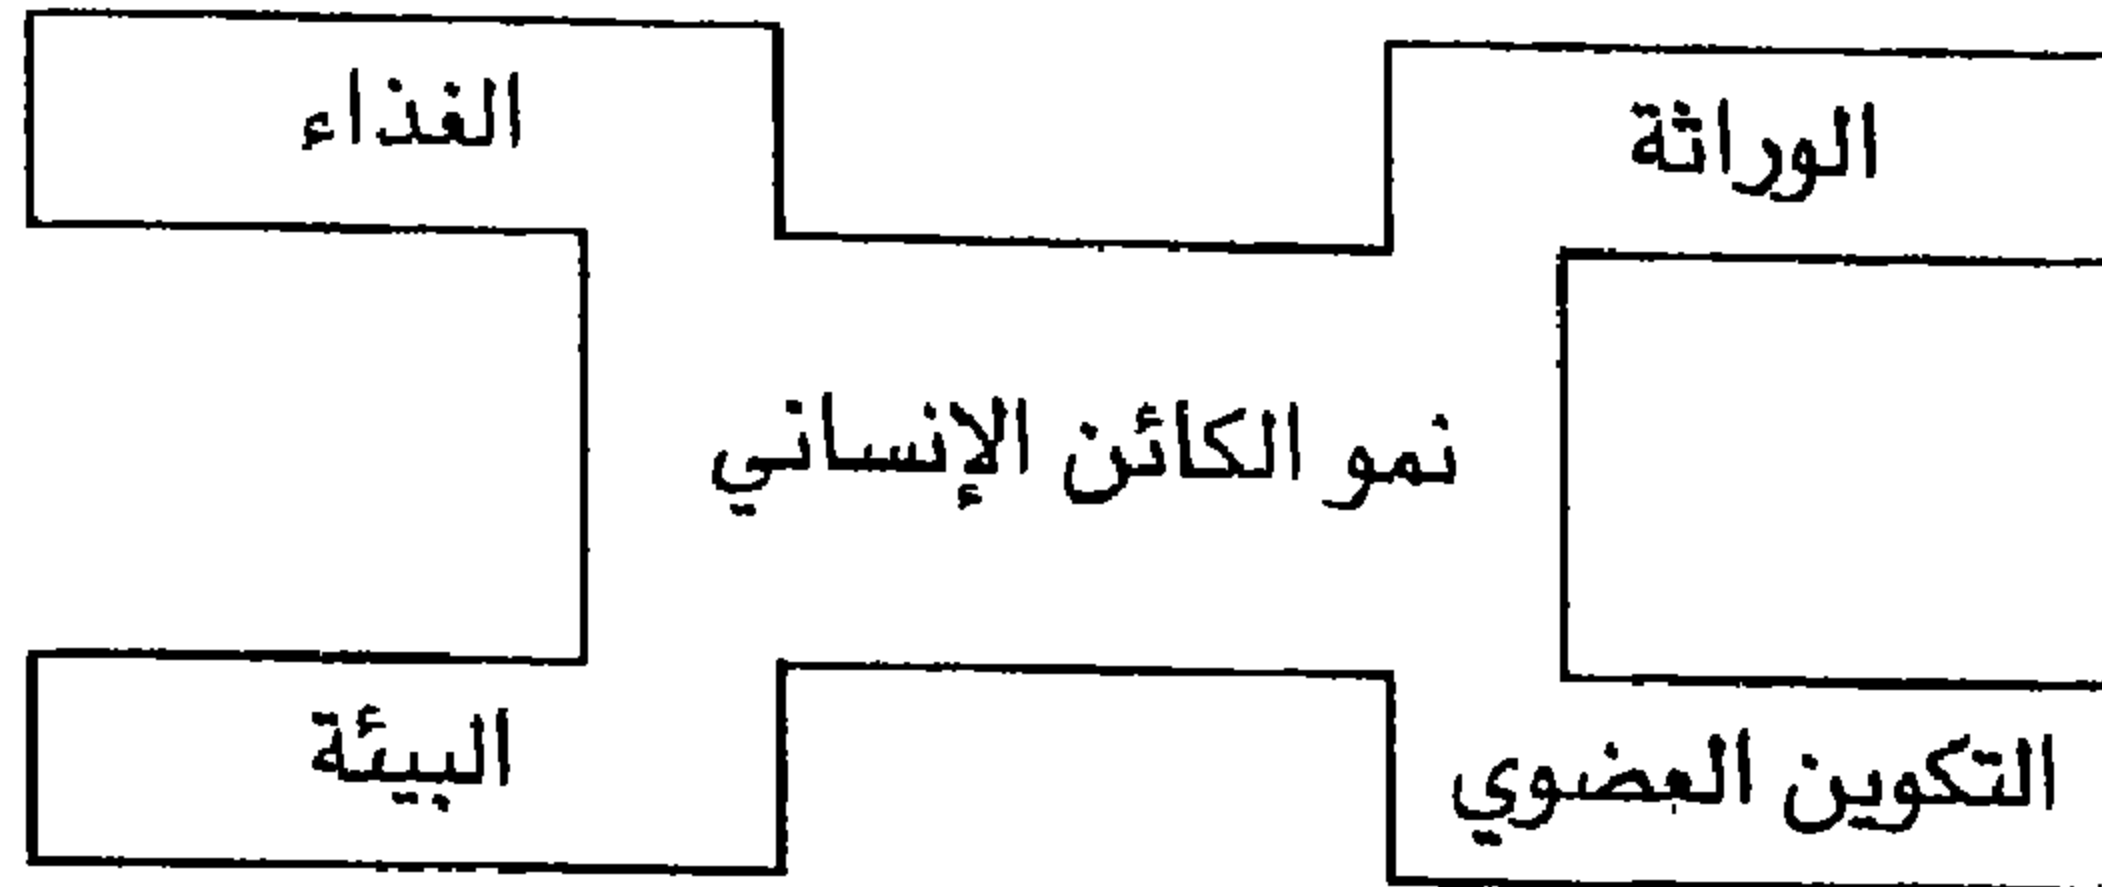 الوراثة
الغذاء
نمو الكائن الإنساني
التكوين العضوي
البيئة